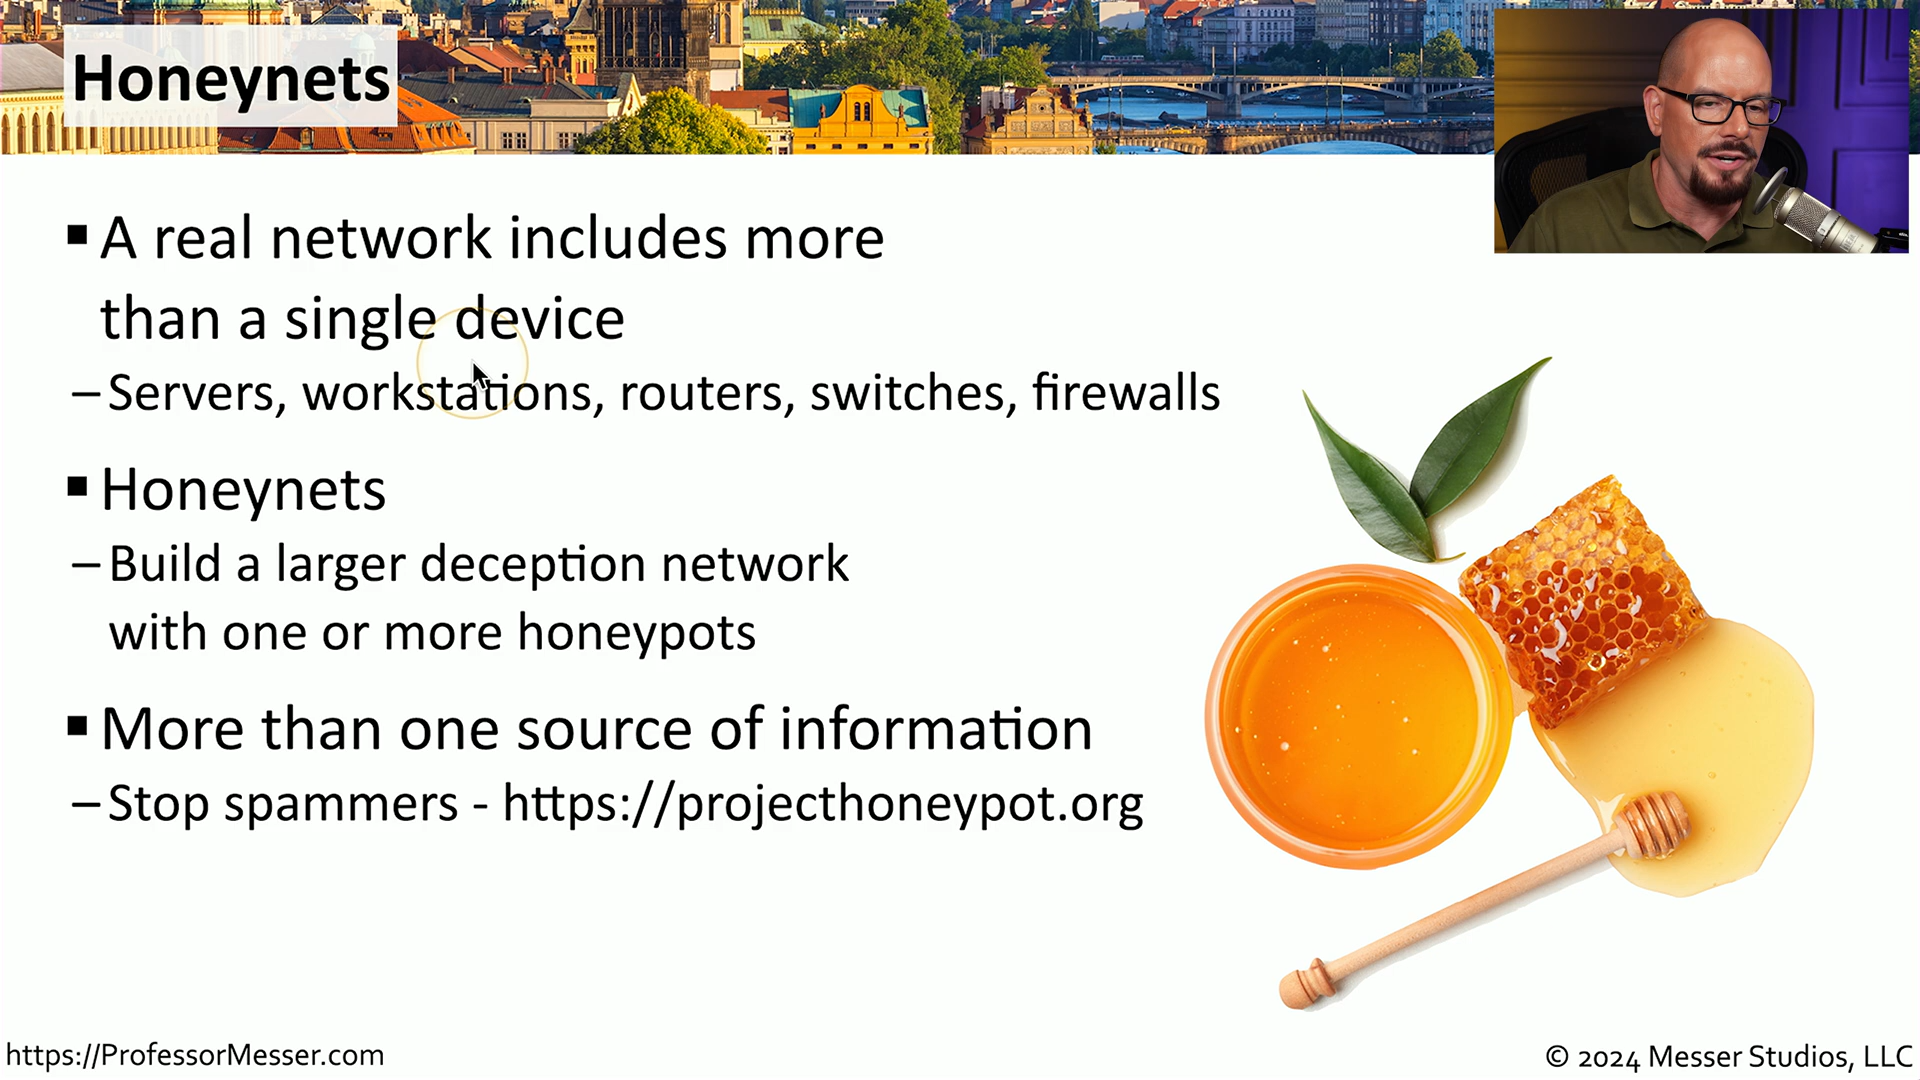 Honeynets
▪ A real network includes more
than a single device
– Servers, workstations, routers, switches, firewalls
▪ Honeynets
– Build a larger deception network
with one or more honeypots
▪ More than one source of information
– Stop spammers - https://projecthoneypot.org
https://ProfessorMesser.com
© 2024 Messer Studios, LLC